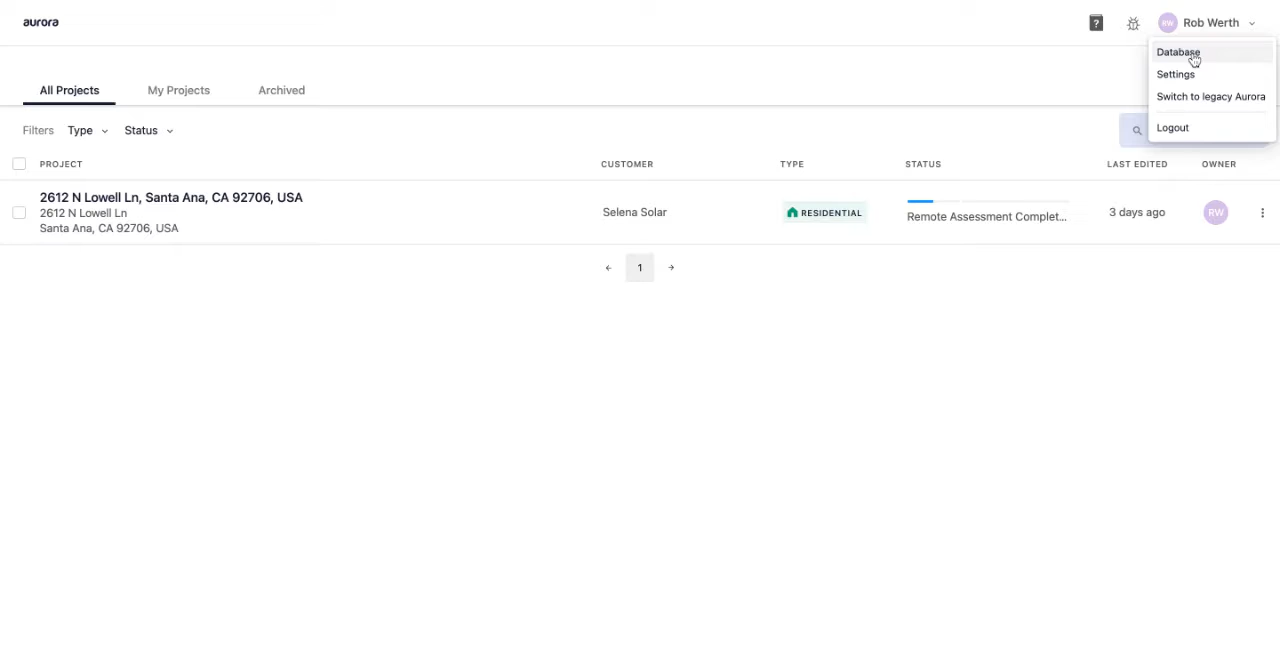 aurora
?
RW Rob Werth
Database
Settings
Switch to legacy Aurora
Logout
All Projects My Projects Archived
Filters Type Status
PROJECT CUSTOMER TYPE STATUS LAST EDITED OWNER
2612 N Lowell Ln, Santa Ana, CA 92706, USA
2612 N Lowell Ln
Santa Ana, CA 92706, USA
Selena Solar
RESIDENTIAL
Remote Assessment Complet...
3 days ago
RW
1